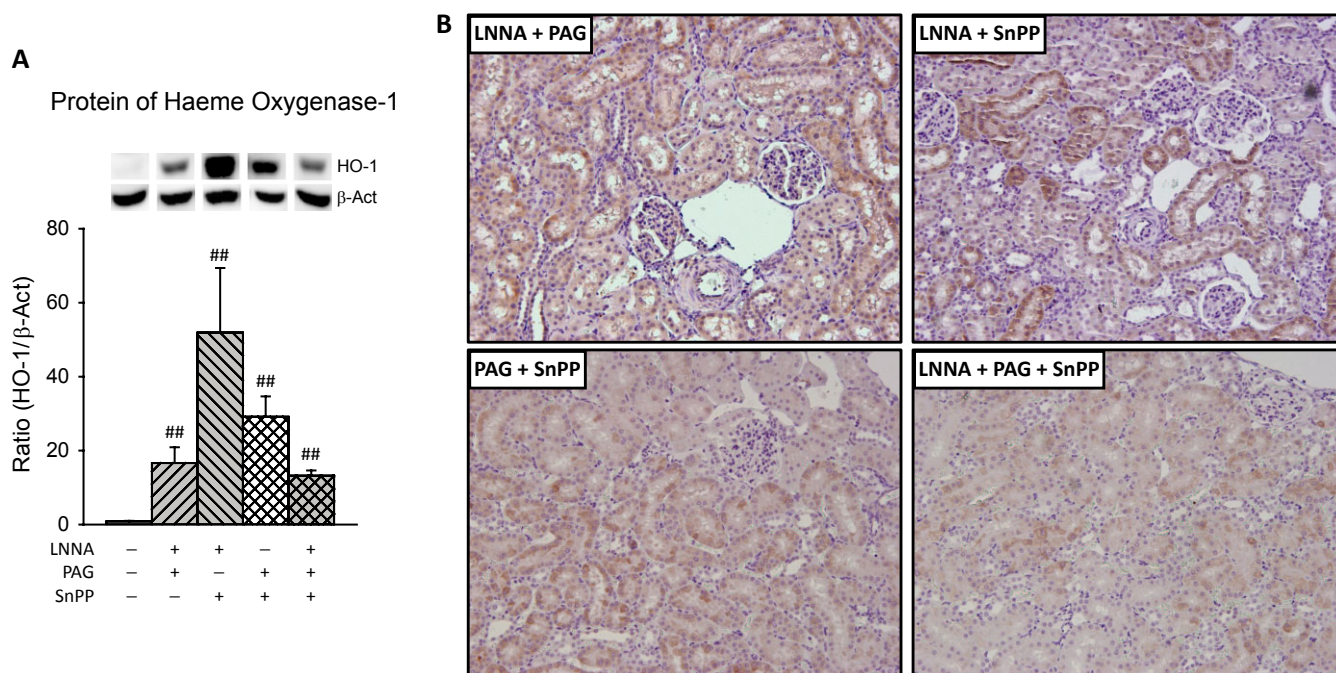 A
Protein of Haeme Oxygenase-1
HO-1
β-Act
Ratio (HO-1/β-Act)
80
60
40
20
0
##
##
##
##
LNNA – + + – +
PAG – + – + +
SnPP – – + + +
B
LNNA + PAG
LNNA + SnPP
PAG + SnPP
LNNA + PAG + SnPP